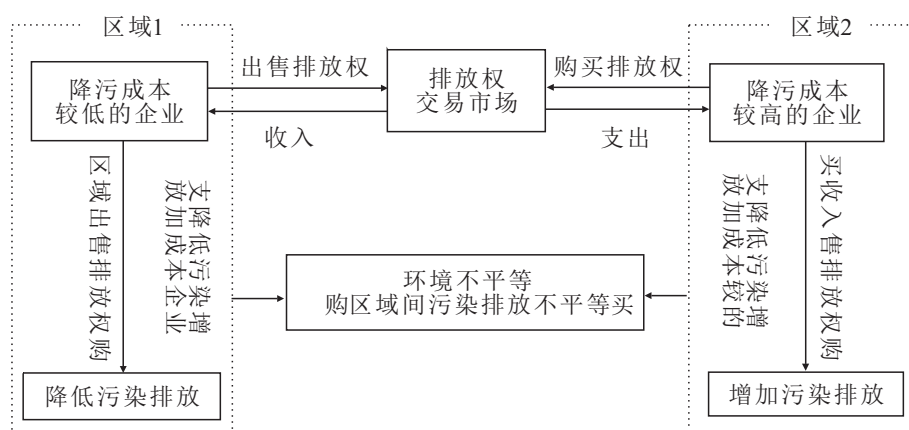 区域1
区域2
降污成本
较低的企业
出售排放权
收入
排放权
交易市场
购买排放权
支出
降污成本
较高的企业
区域出售排放权购
支降低污染增
放加成本企业
环境不平等
购区域间污染排放不平等买
支降低污染增
放加成本较的
买收入售排放权购
降低污染排放
增加污染排放